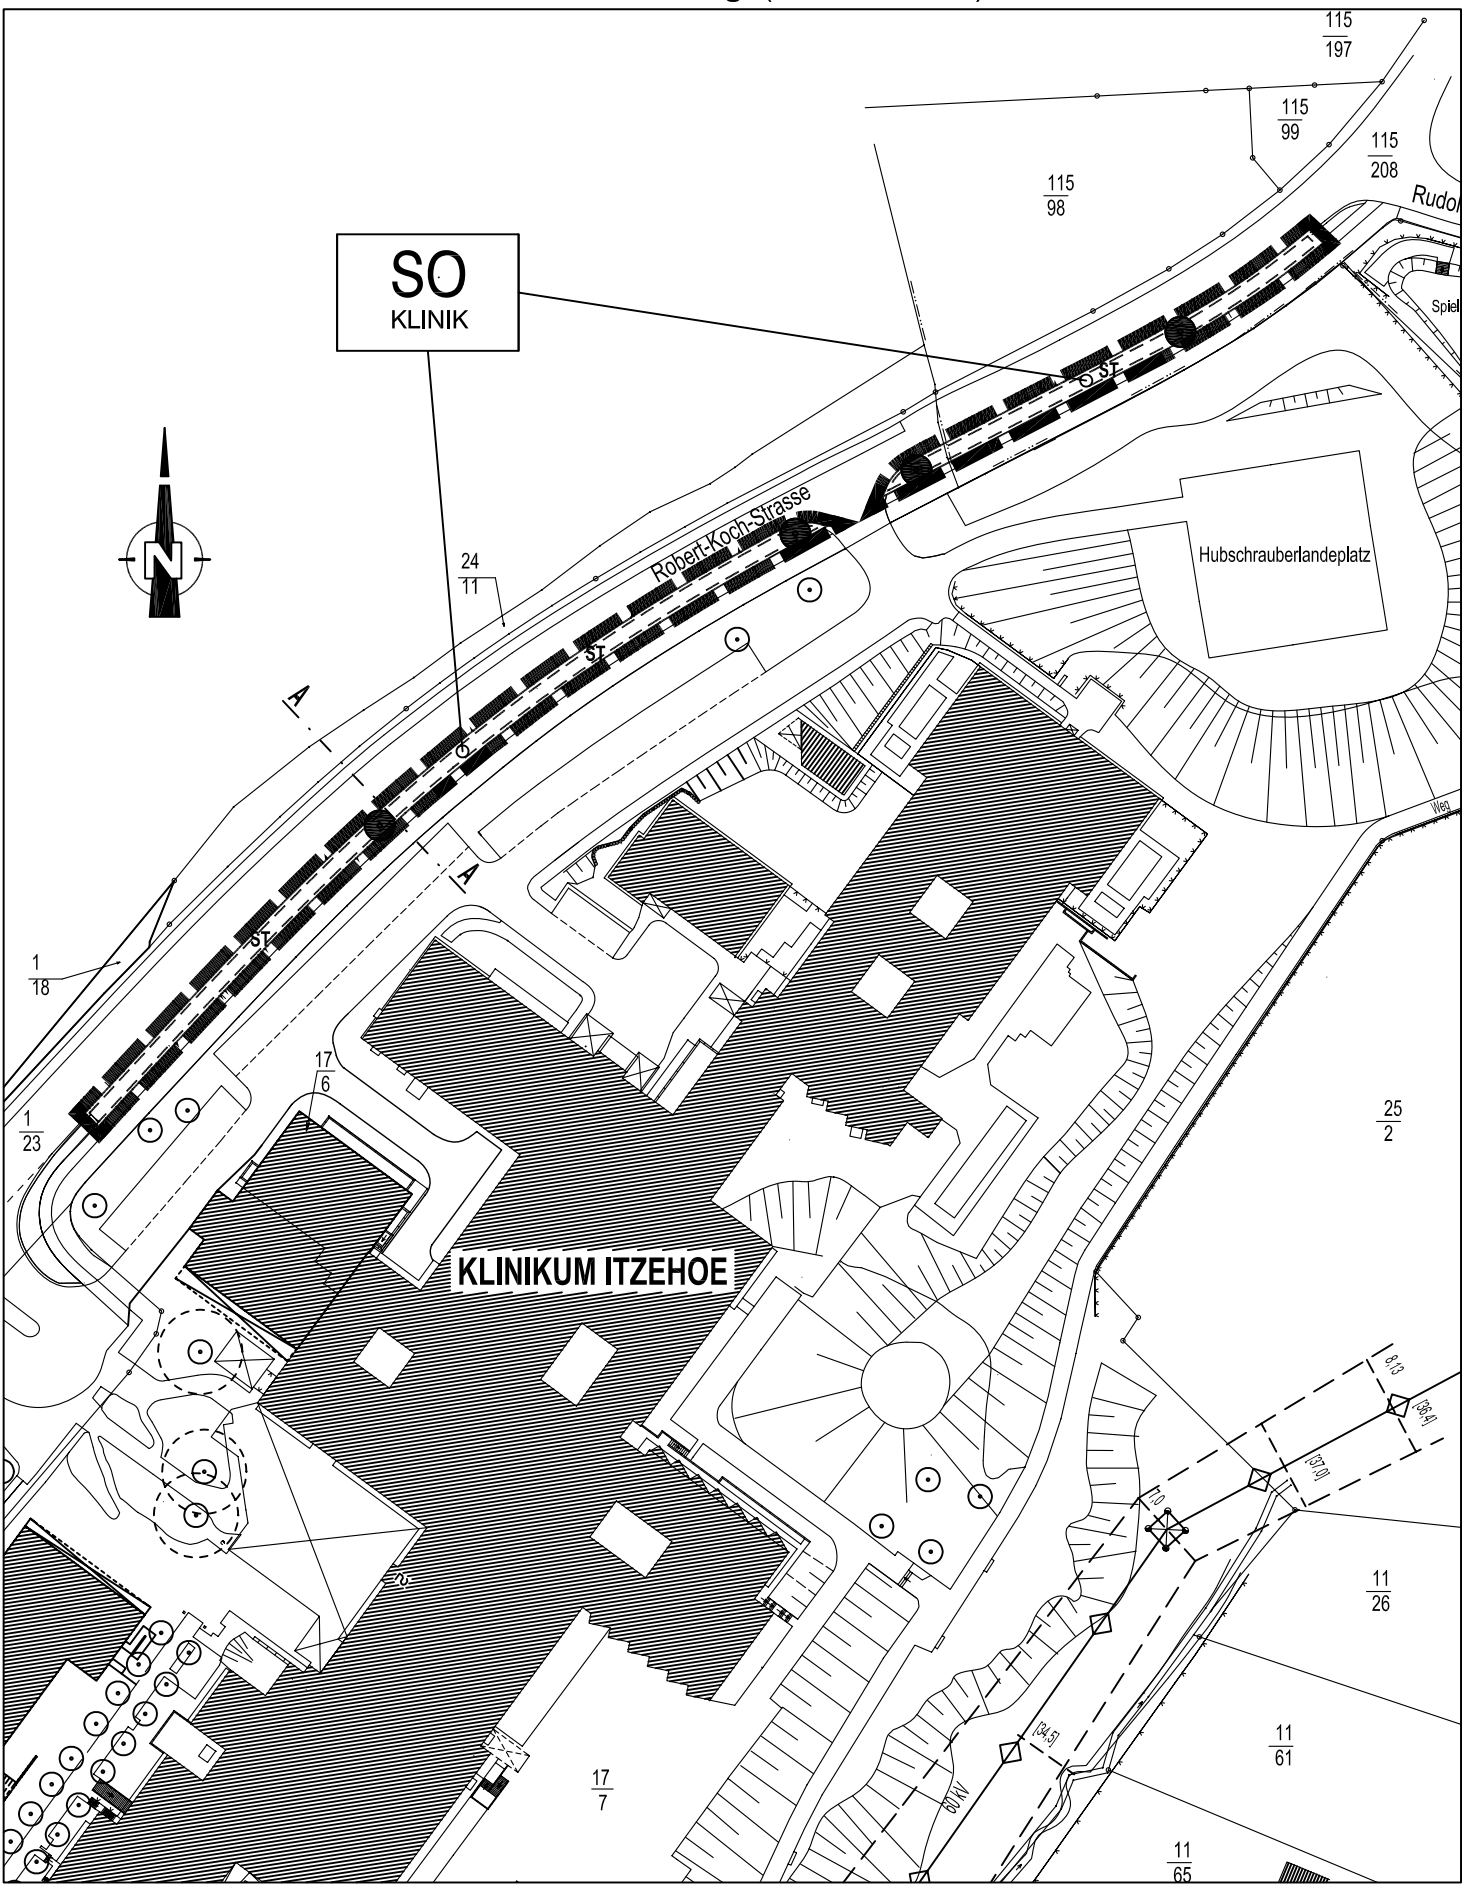 115
197
115
99
115
208
115
98
Rudol
SO
KLINIK
Spiel
ST
Robert-Koch-Strasse
Hubschrauberlandeplatz
N
24
11
ST
A
Weg
A
ST
1
18
17
6
1
23
25
2
KLINIKUM ITZEHOE
8,13
[36,4]
[37,0]
7,0
11
26
[34,5]
11
61
17
7
60 kV
11
65